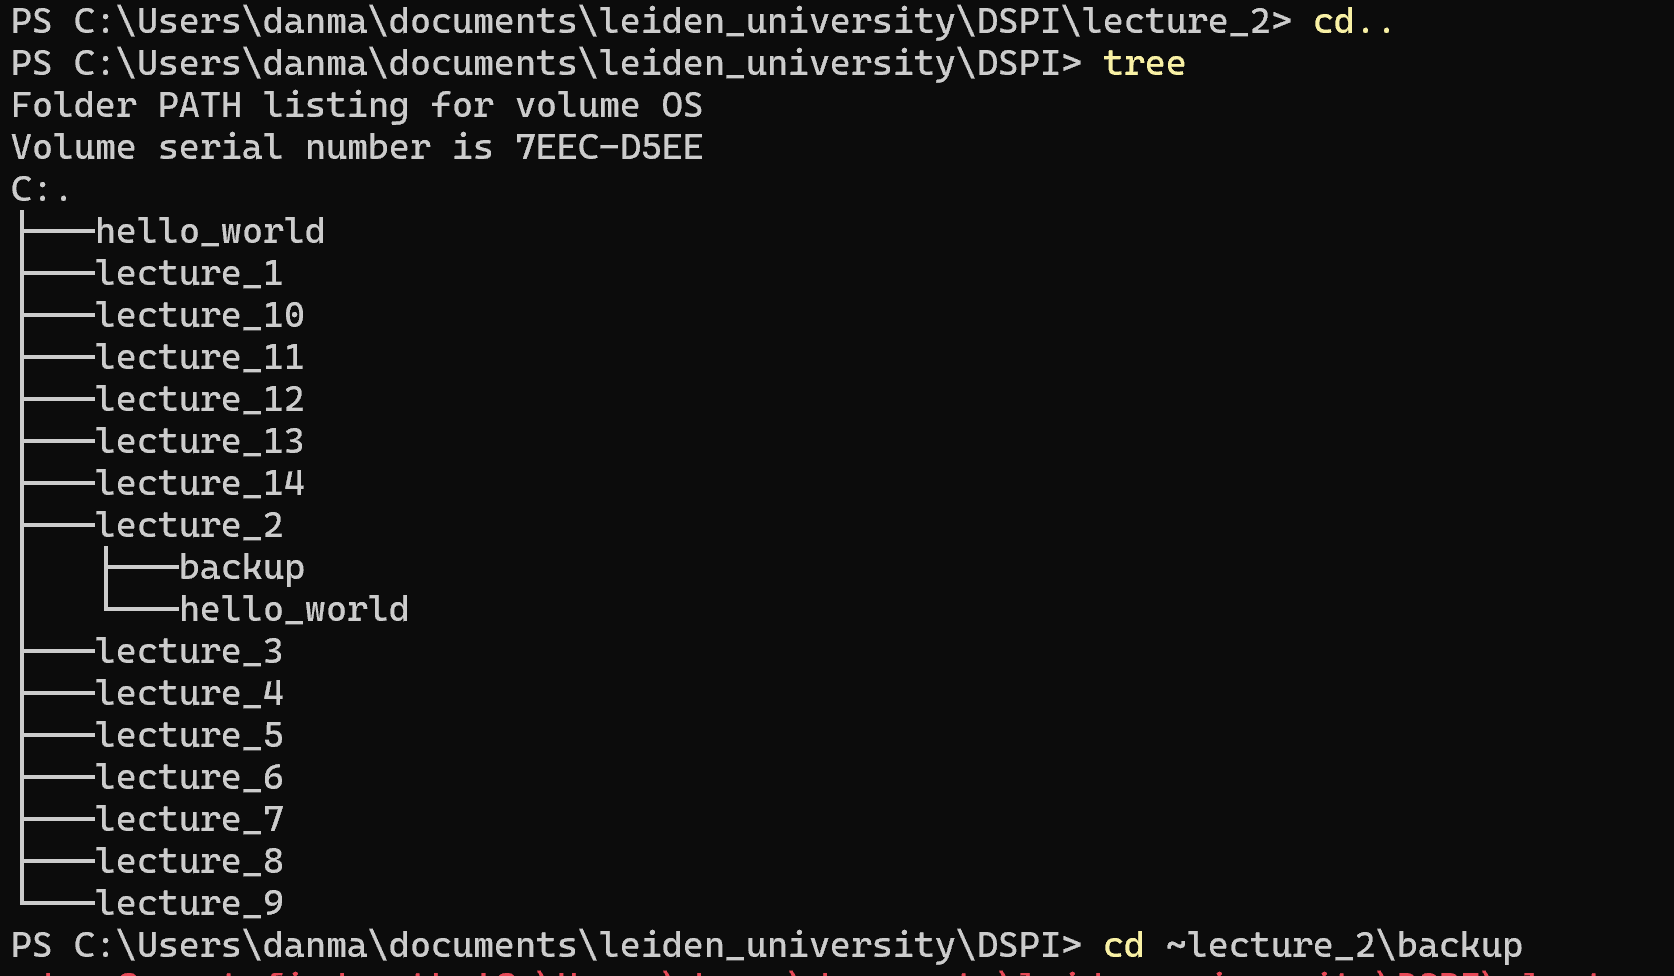 PS C:\Users\danma\documents\leiden_university\DSPI\lecture_2> cd..
PS C:\Users\danma\documents\leiden_university\DSPI> tree
Folder PATH listing for volume OS
Volume serial number is 7EEC-D5EE
C:.
├───hello_world
├───lecture_1
├───lecture_10
├───lecture_11
├───lecture_12
├───lecture_13
├───lecture_14
├───lecture_2
│   ├───backup
│   └───hello_world
├───lecture_3
├───lecture_4
├───lecture_5
├───lecture_6
├───lecture_7
├───lecture_8
└───lecture_9
PS C:\Users\danma\documents\leiden_university\DSPI> cd ~lecture_2\backup